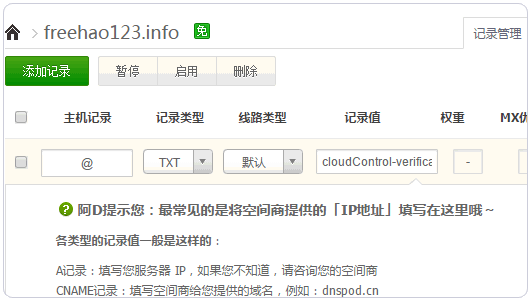 freehao123.info 免
记录管理
添加记录 暂停 启用 删除
主机记录 记录类型 线路类型 记录值 权重 MX优
@ TXT 默认 cloudControl-verifica -
阿D提示您：最常见的是将空间商提供的「IP地址」填写在这里哦～
各类型的记录值一般是这样的：
A记录：填写您服务器 IP，如果您不知道，请咨询您的空间商
CNAME记录：填写空间商给您提供的域名，例如：dnspod.cn